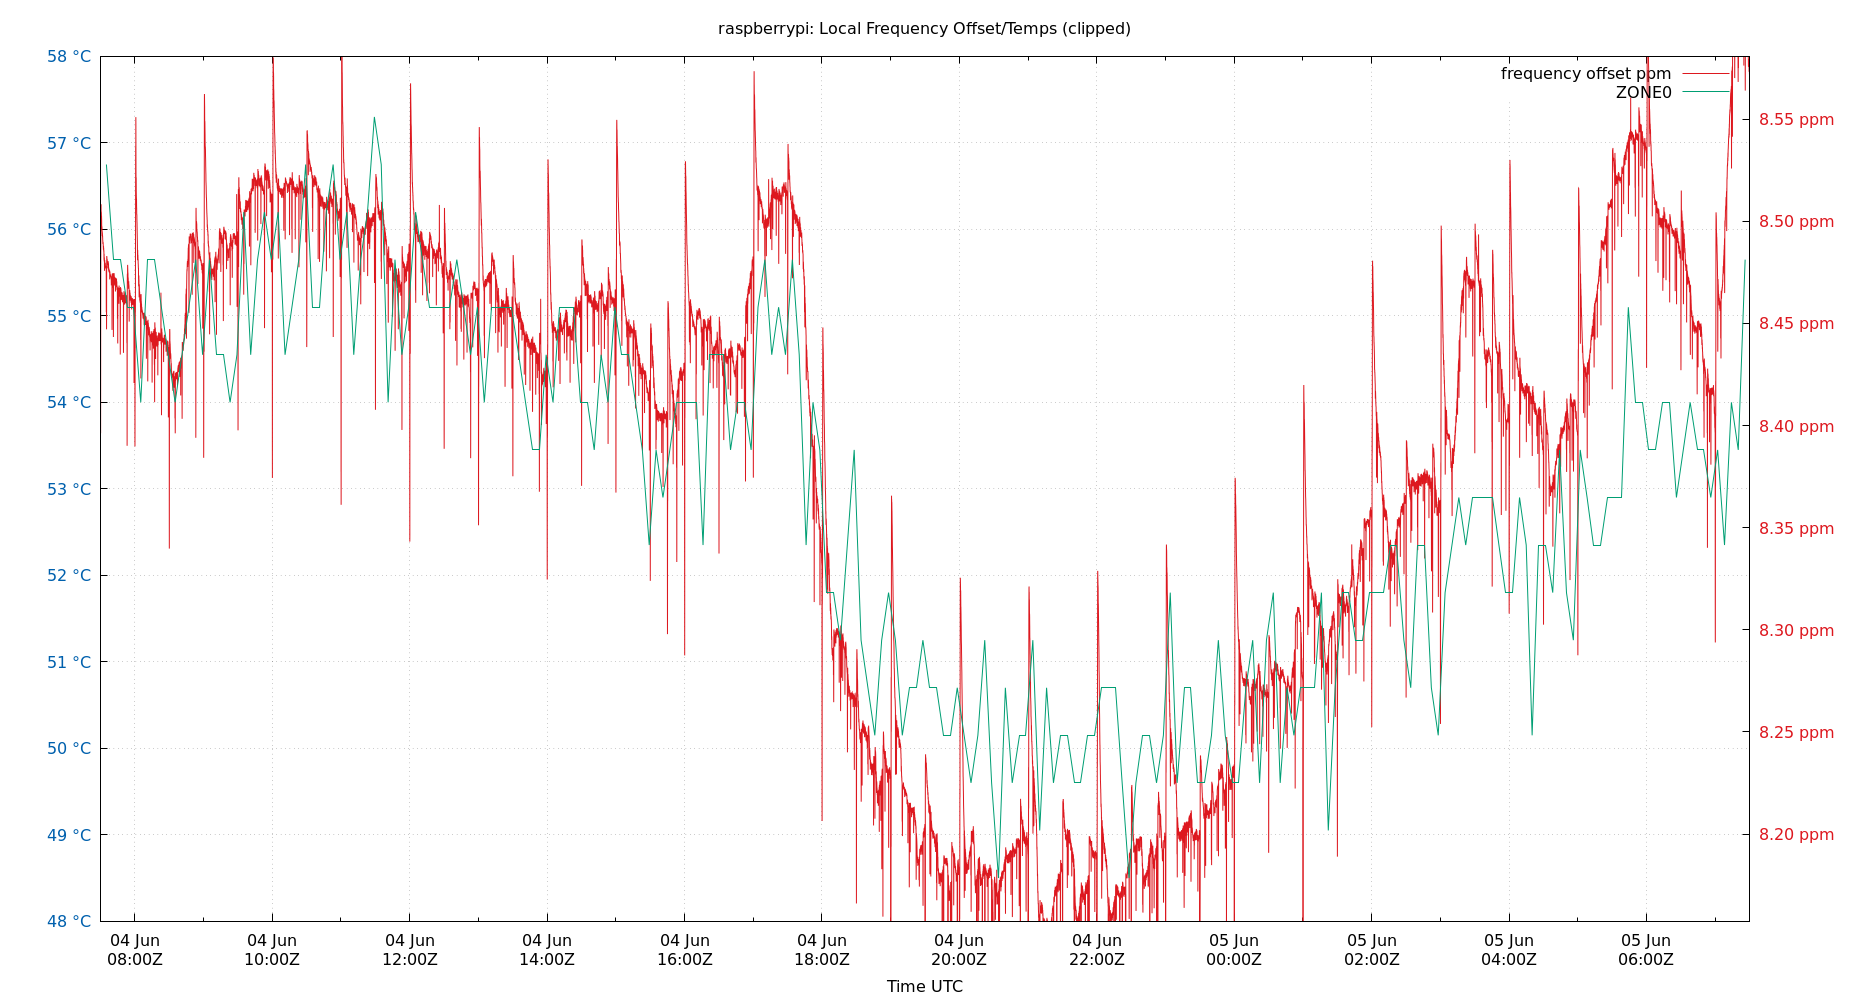 raspberrypi: Local Frequency Offset/Temps (clipped)
58 °C
57 °C
56 °C
55 °C
54 °C
53 °C
52 °C
51 °C
50 °C
49 °C
48 °C
frequency offset ppm
ZONE0
8.55 ppm
8.50 ppm
8.45 ppm
8.40 ppm
8.35 ppm
8.30 ppm
8.25 ppm
8.20 ppm
04 Jun 04 Jun 04 Jun 04 Jun 04 Jun 04 Jun 04 Jun 04 Jun 05 Jun 05 Jun 05 Jun 05 Jun
08:00Z 10:00Z 12:00Z 14:00Z 16:00Z 18:00Z 20:00Z 22:00Z 00:00Z 02:00Z 04:00Z 06:00Z
Time UTC